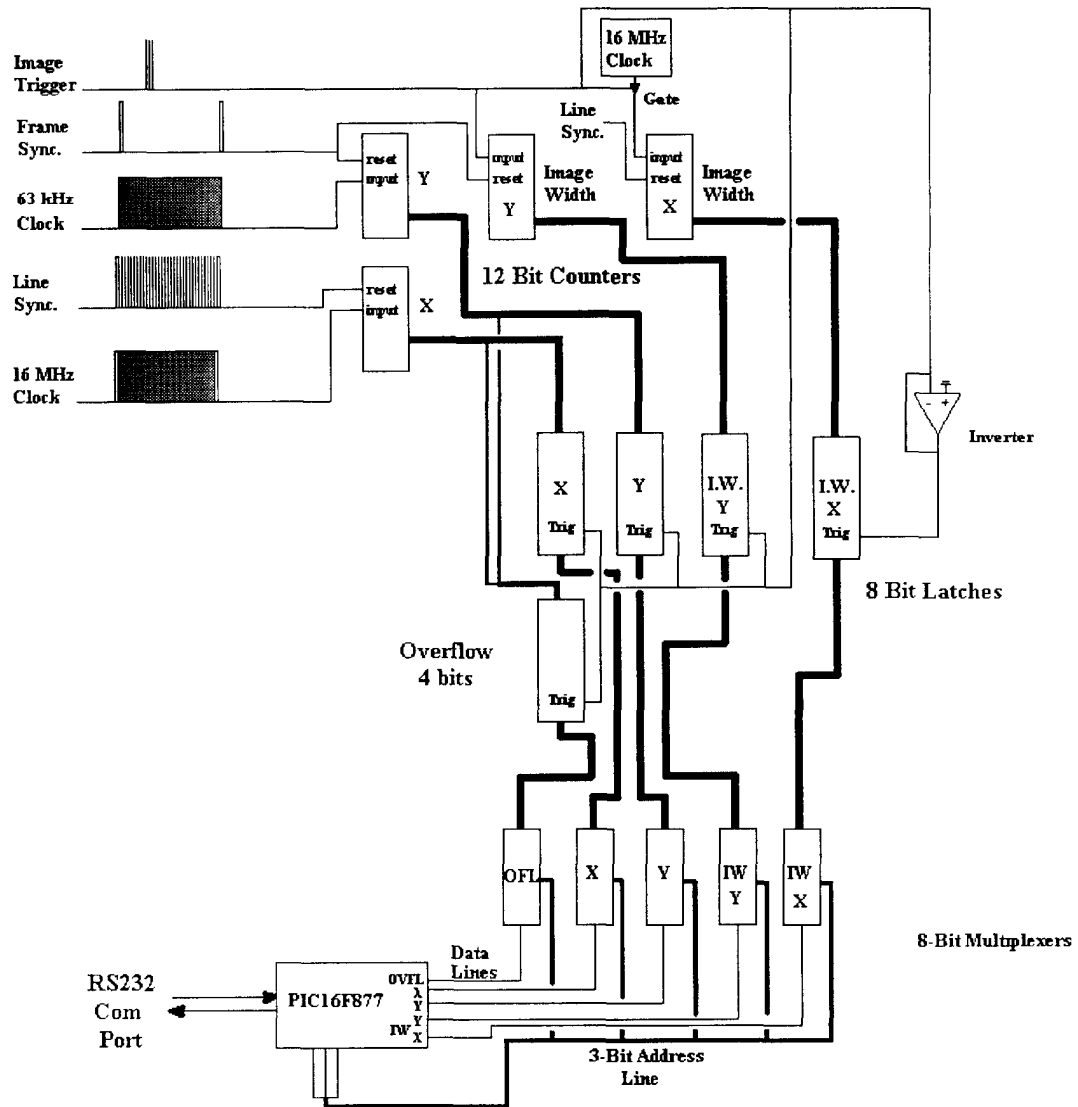 Image
Trigger
Frame
Sync.
63 kHz
Clock
Line
Sync.
16 MHz
Clock
16 MHz
Clock
Gate
Line
Sync.
reset
input
Y
input
reset
Y
Image
Width
input
reset
X
Image
Width
12 Bit Counters
reset
input
X
- +
Inverter
X
Trig
Y
Trig
I.W.
Y
Trig
I.W.
X
Trig
8 Bit Latches
Overflow
4 bits
Trig
OFL
X
Y
IW
Y
IW
X
8-Bit Multiplexers
Data
Lines
RS232
Com
Port
PIC16F877
OVFL
X
Y
Y
IW
X
3-Bit Address
Line